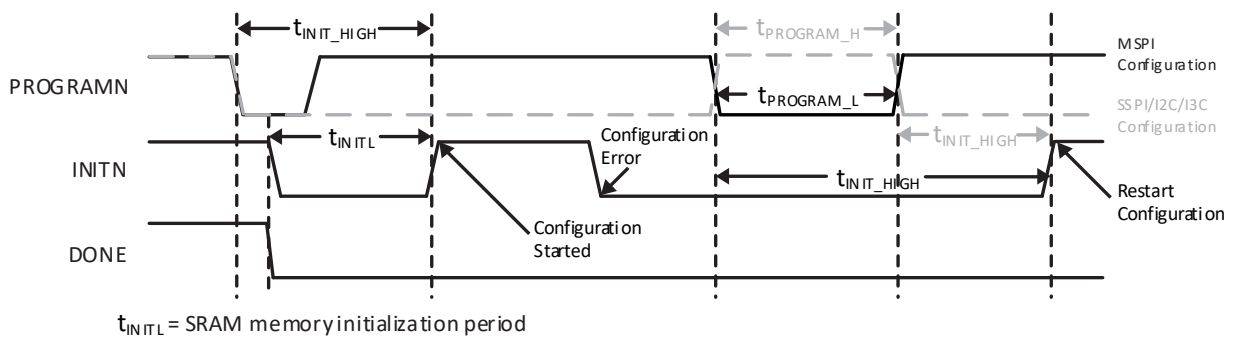 tINIT_HIGH
tPROGRAM_H
MSPI
Configuration
PROGRAMN
tPROGRAM_L
SSPI/I2C/I3C
Configuration
tINITL
Configuration
Error
tINIT_HIGH
INITN
tINIT_HIGH
Restart
Configuration
Configuration
Started
DONE
tINITL = SRAM memory initialization period